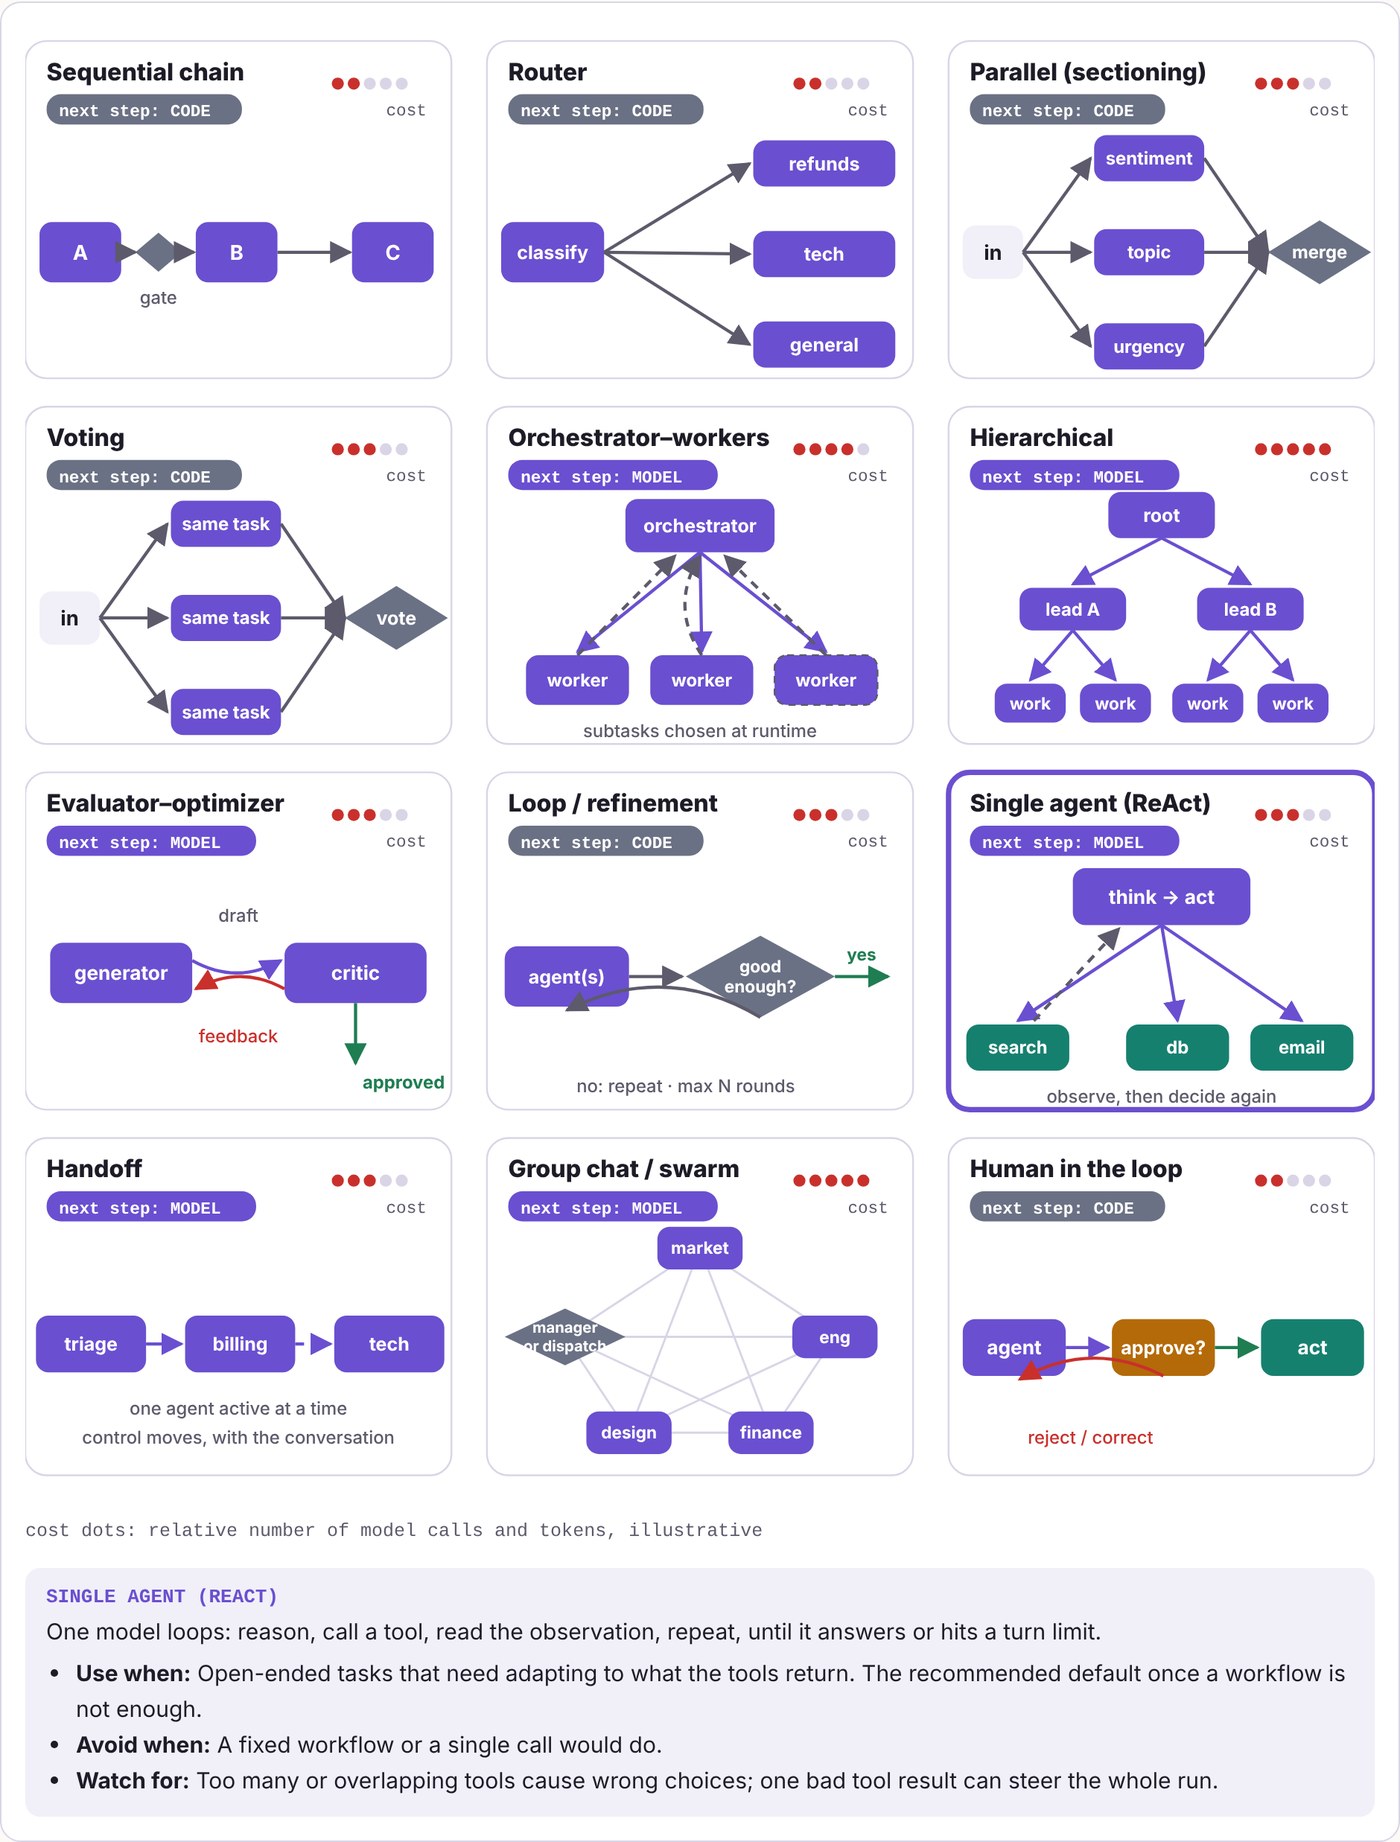 Sequential chain
next step: CODE
cost
A
B
C
gate
Router
next step: CODE
cost
classify
refunds
tech
general
Parallel (sectioning)
next step: CODE
cost
in
sentiment
topic
urgency
merge
Voting
next step: CODE
cost
in
same task
same task
same task
vote
Orchestrator–workers
next step: MODEL
cost
orchestrator
worker
worker
worker
subtasks chosen at runtime
Hierarchical
next step: MODEL
cost
root
lead A
lead B
work
work
work
work
Evaluator–optimizer
next step: MODEL
cost
draft
generator
critic
feedback
approved
Loop / refinement
next step: CODE
cost
agent(s)
good
enough?
yes
no: repeat · max N rounds
Single agent (ReAct)
next step: MODEL
cost
think → act
search
db
email
observe, then decide again
Handoff
next step: MODEL
cost
triage
billing
tech
one agent active at a time
control moves, with the conversation
Group chat / swarm
next step: MODEL
cost
market
manager
or dispatch
eng
design
finance
Human in the loop
next step: CODE
cost
agent
approve?
act
reject / correct
cost dots: relative number of model calls and tokens, illustrative
SINGLE AGENT (REACT)
One model loops: reason, call a tool, read the observation, repeat, until it answers or hits a turn limit.
• Use when: Open-ended tasks that need adapting to what the tools return. The recommended default once a workflow is
not enough.
• Avoid when: A fixed workflow or a single call would do.
• Watch for: Too many or overlapping tools cause wrong choices; one bad tool result can steer the whole run.